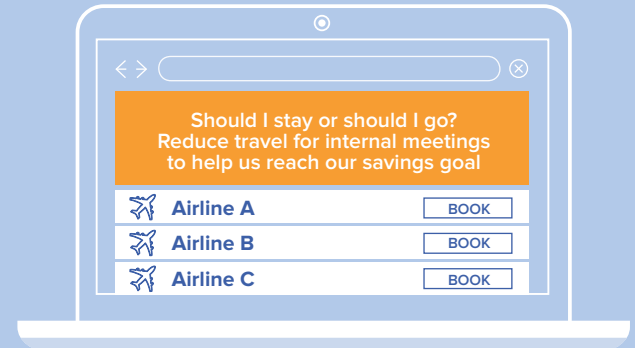 Should I stay or should I go?
Reduce travel for internal meetings
to help us reach our savings goal
Airline A BOOK
Airline B BOOK
Airline C BOOK